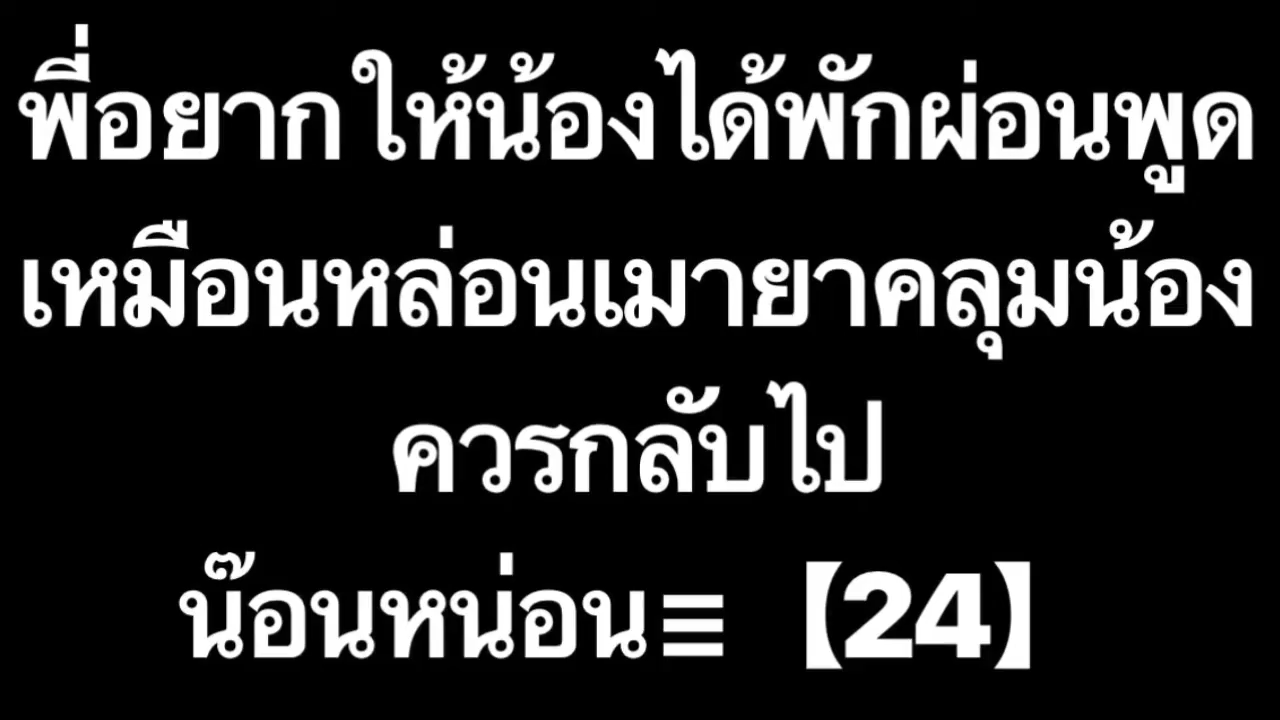 พี่อยากให้น้องได้พักผ่อนพูด
เหมือนหล่อนเมายาคลุมน้อง
ควรกลับไป
น๊อนหน่อน≡ 【24】